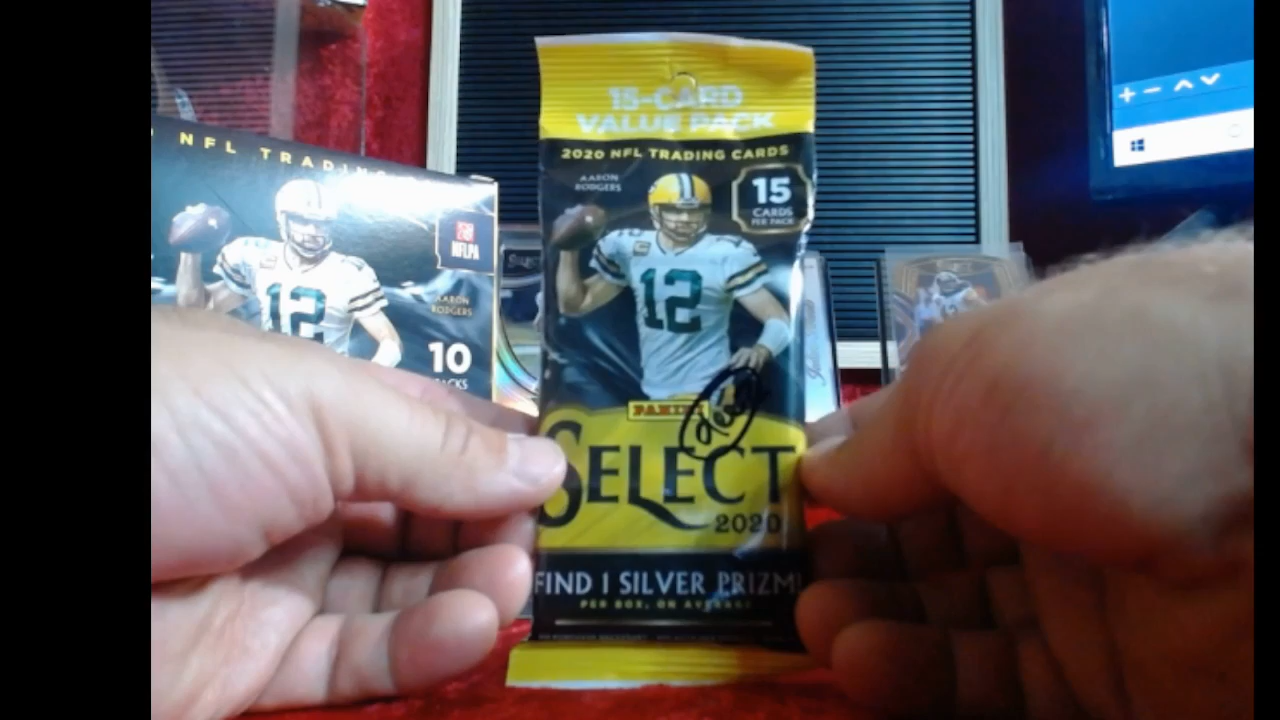 NFL TRADING
NFLPA
AARON
RODGERS
12
10
PACKS
15-CARD
VALUE PACK
2020 NFL TRADING CARDS
AARON
RODGERS
15
CARDS
PER PACK
12
PANINI
SELECT
2020
FIND 1 SILVER PRIZM
PER BOX, ON AVERAGE